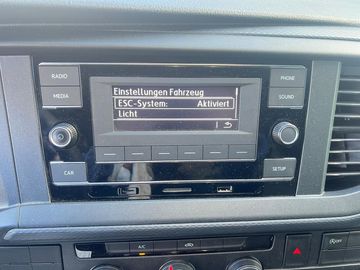 RADIO
MEDIA
Einstellungen Fahrzeug
ESC-System: Aktiviert
Licht
PHONE
SOUND
CAR
SETUP
A/C